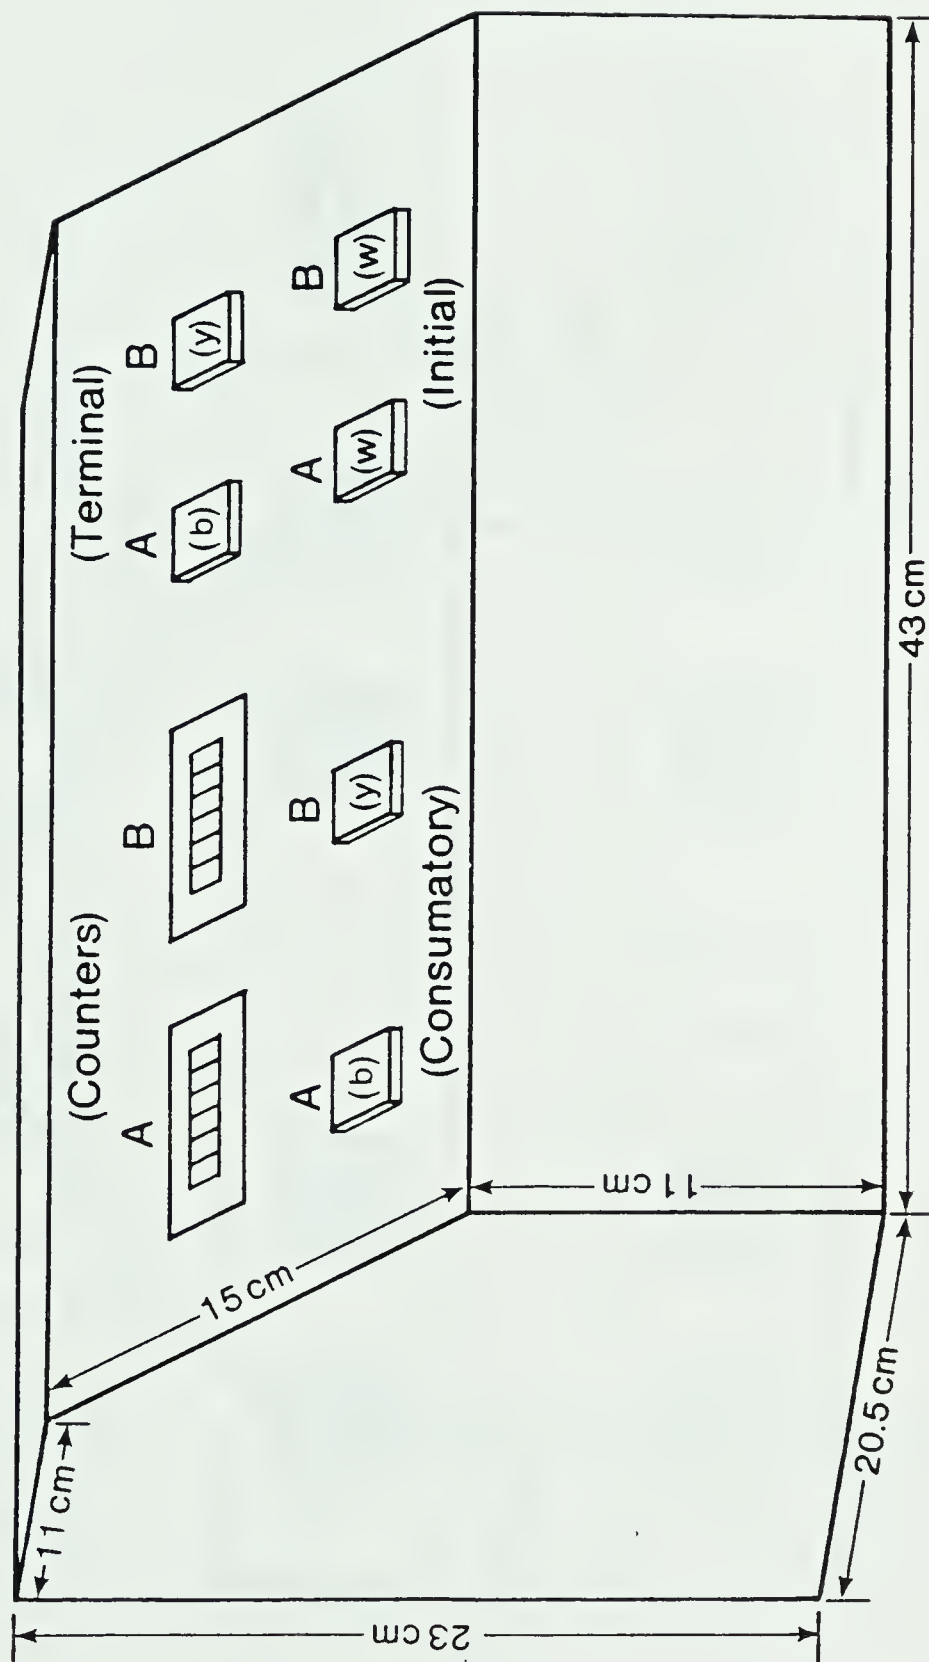 (Counters) (Terminal)
A B A B
(b) (y)
A B A B
(b) (y) (w) (w)
(Consumatory) (Initial)
11 cm
15 cm
23 cm
11 cm
20.5 cm
43 cm